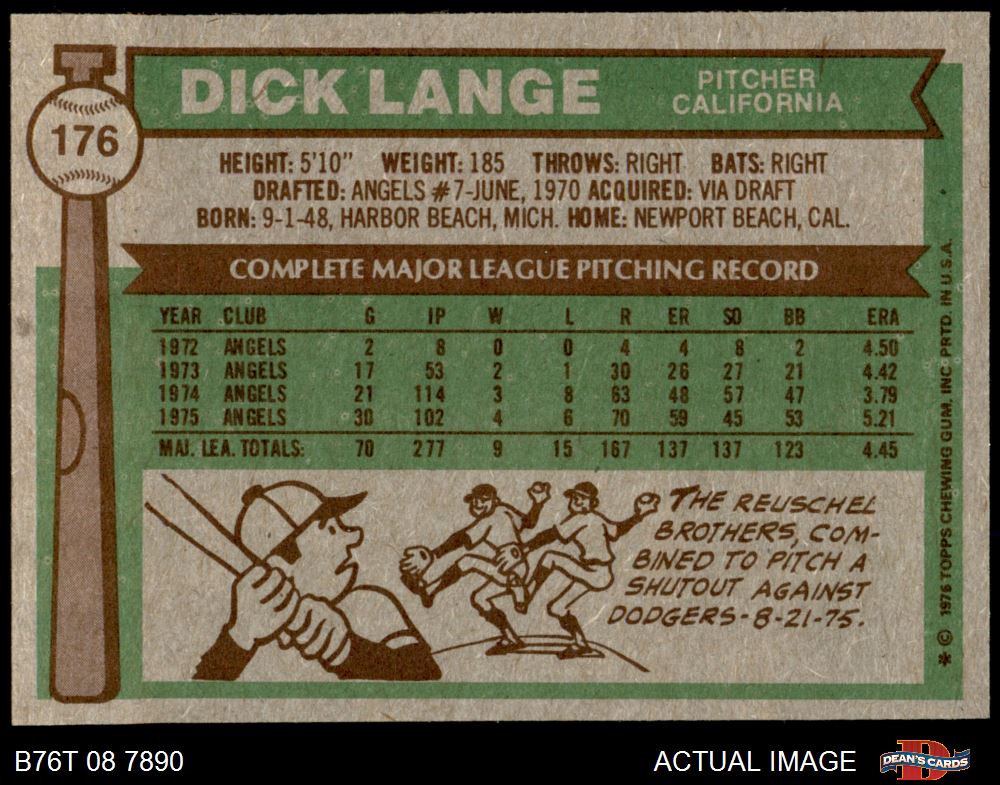 176
DICK LANGE
PITCHER
CALIFORNIA
HEIGHT: 5'10" WEIGHT: 185 THROWS: RIGHT BATS: RIGHT
DRAFTED: ANGELS #7-JUNE, 1970 ACQUIRED: VIA DRAFT
BORN: 9-1-48, HARBOR BEACH, MICH. HOME: NEWPORT BEACH, CAL.
COMPLETE MAJOR LEAGUE PITCHING RECORD
YEAR CLUB G IP W L R ER SO BB ERA
1972 ANGELS 2 8 0 0 4 4 8 2 4.50
1973 ANGELS 17 53 2 1 30 26 27 21 4.42
1974 ANGELS 21 114 3 8 63 48 57 47 3.79
1975 ANGELS 30 102 4 6 70 59 45 53 5.21
MAJ. LEA. TOTALS: 70 277 9 15 167 137 137 123 4.45
THE REUSCHEL
BROTHERS, COM-
BINED TO PITCH A
SHUTOUT AGAINST
DODGERS-8-21-75.
* © 1976 TOPPS CHEWING GUM, INC PRTD. IN U.S.A.
B76T 08 7890
ACTUAL IMAGE
D
DEAN'S CARDS